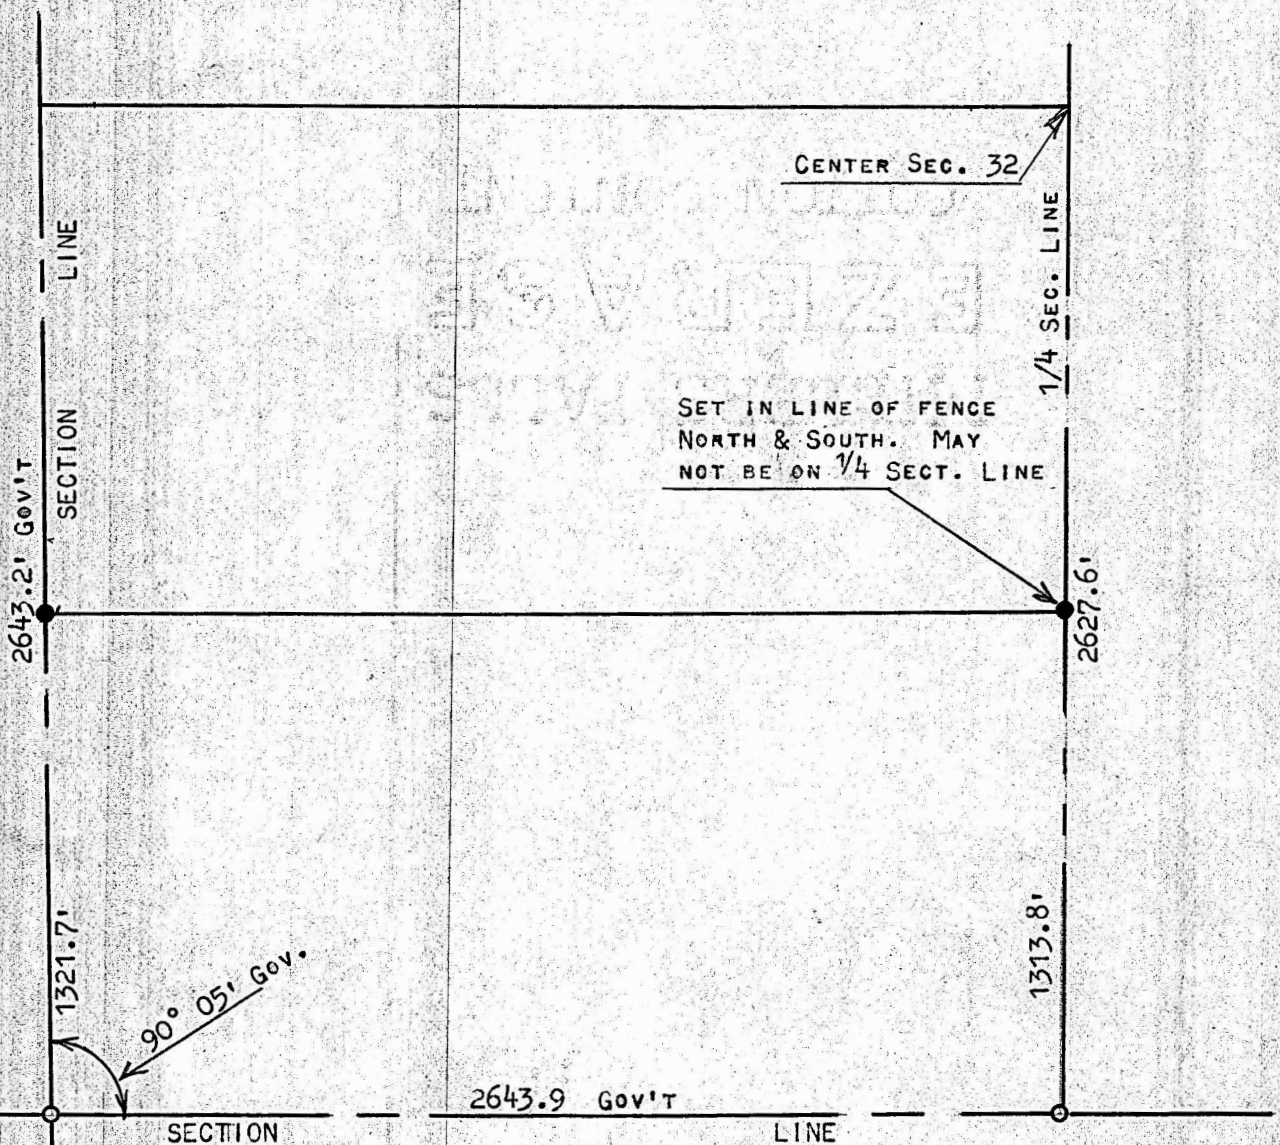 CENTER SEC. 32
SECTION LINE
1/4 SEC. LINE
SET IN LINE OF FENCE
NORTH & SOUTH. MAY
NOT BE ON 1/4 SECT. LINE
2643.2' GOV'T
2627.6'
1321.7'
90° 05' GOV.
1313.8'
2643.9 GOV'T
SECTION LINE